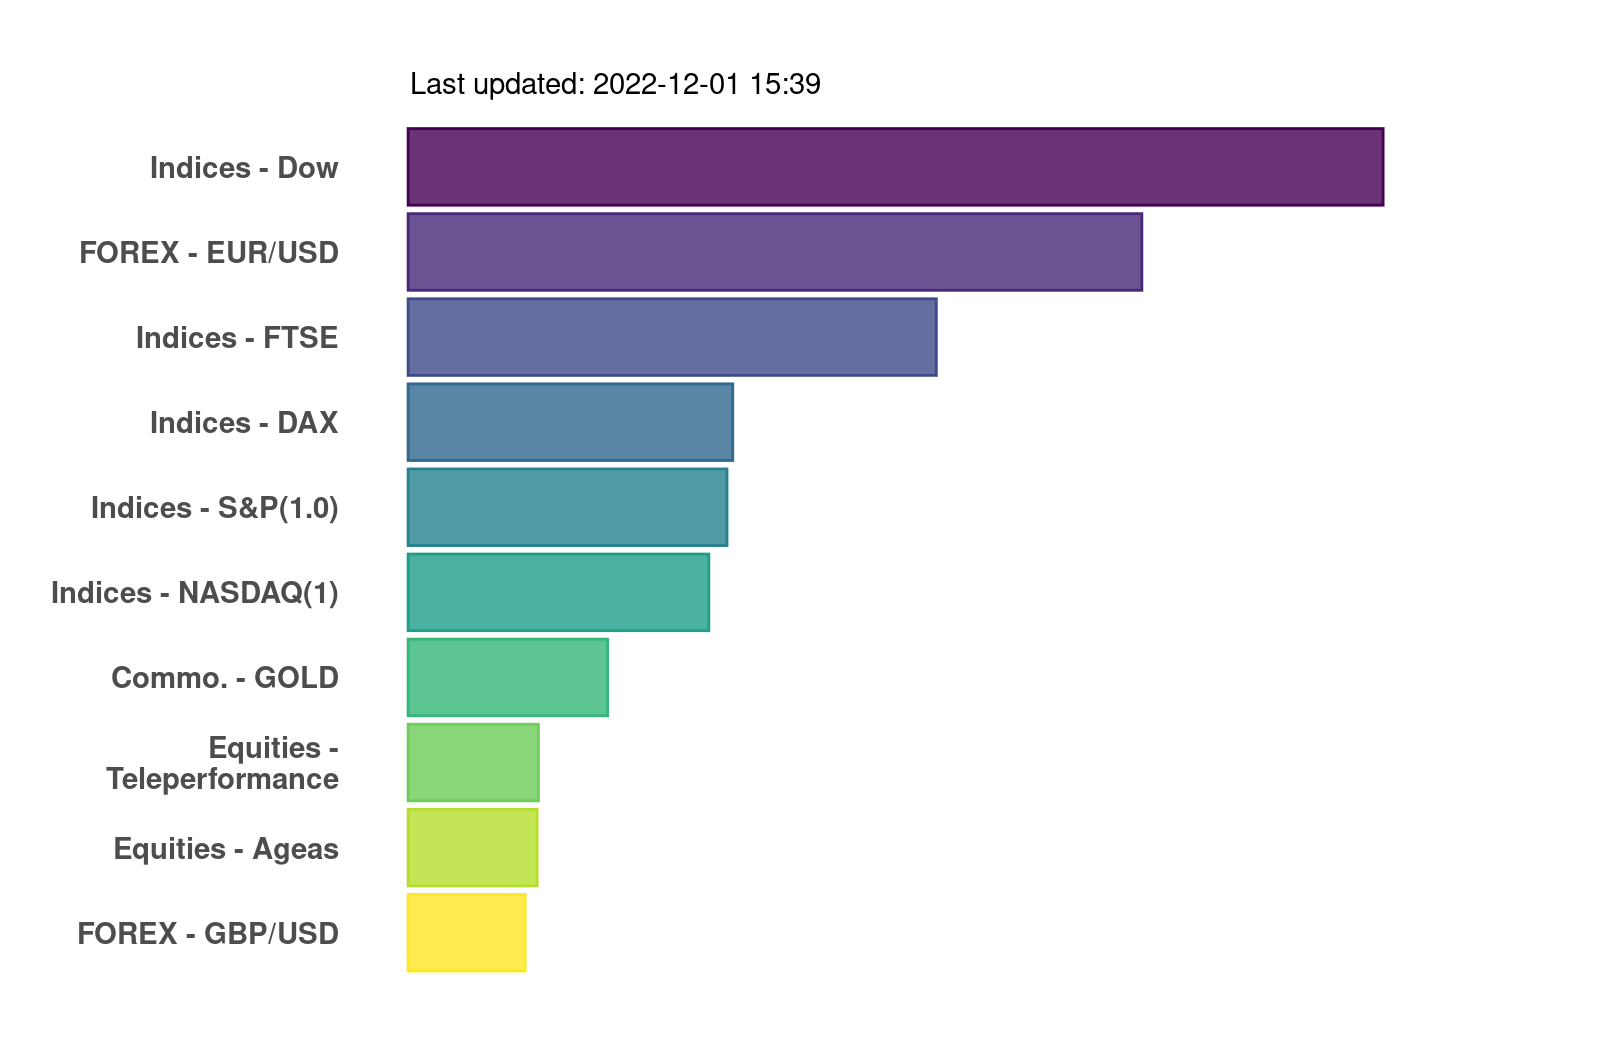 Last updated: 2022-12-01 15:39
Indices - Dow
FOREX - EUR/USD
Indices - FTSE
Indices - DAX
Indices - S&P(1.0)
Indices - NASDAQ(1)
Commo. - GOLD
Equities -
Teleperformance
Equities - Ageas
FOREX - GBP/USD